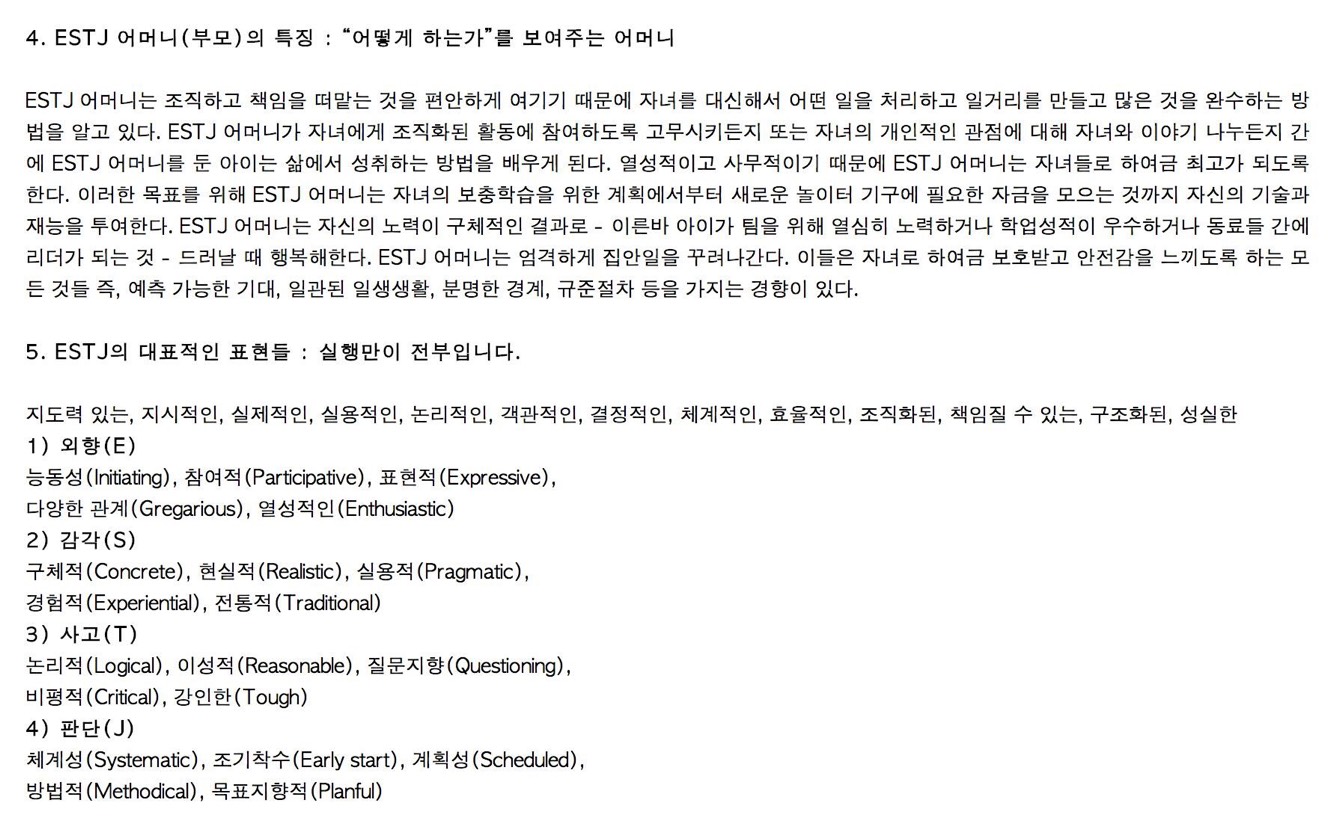 4. ESTJ 어머니(부모)의 특징 : “어떻게 하는가”를 보여주는 어머니
ESTJ 어머니는 조직하고 책임을 떠맡는 것을 편안하게 여기기 때문에 자녀를 대신해서 어떤 일을 처리하고 일거리를 만들고 많은 것을 완수하는 방
법을 알고 있다. ESTJ 어머니가 자녀에게 조직화된 활동에 참여하도록 고무시키든지 또는 자녀의 개인적인 관점에 대해 자녀와 이야기 나누든지 간
에 ESTJ 어머니를 둔 아이는 삶에서 성취하는 방법을 배우게 된다. 열성적이고 사무적이기 때문에 ESTJ 어머니는 자녀들로 하여금 최고가 되도록
한다. 이러한 목표를 위해 ESTJ 어머니는 자녀의 보충학습을 위한 계획에서부터 새로운 놀이터 기구에 필요한 자금을 모으는 것까지 자신의 기술과
재능을 투여한다. ESTJ 어머니는 자신의 노력이 구체적인 결과로 - 이른바 아이가 팀을 위해 열심히 노력하거나 학업성적이 우수하거나 동료들 간에
리더가 되는 것 - 드러날 때 행복해한다. ESTJ 어머니는 엄격하게 집안일을 꾸려나간다. 이들은 자녀로 하여금 보호받고 안전감을 느끼도록 하는 모
든 것들 즉, 예측 가능한 기대, 일관된 일생생활, 분명한 경계, 규준절차 등을 가지는 경향이 있다.
5. ESTJ의 대표적인 표현들 : 실행만이 전부입니다.
지도력 있는, 지시적인, 실제적인, 실용적인, 논리적인, 객관적인, 결정적인, 체계적인, 효율적인, 조직화된, 책임질 수 있는, 구조화된, 성실한
1) 외향(E)
능동성(Initiating), 참여적(Participative), 표현적(Expressive),
다양한 관계(Gregarious), 열성적인(Enthusiastic)
2) 감각(S)
구체적(Concrete), 현실적(Realistic), 실용적(Pragmatic),
경험적(Experiential), 전통적(Traditional)
3) 사고(T)
논리적(Logical), 이성적(Reasonable), 질문지향(Questioning),
비평적(Critical), 강인한(Tough)
4) 판단(J)
체계성(Systematic), 조기착수(Early start), 계획성(Scheduled),
방법적(Methodical), 목표지향적(Planful)